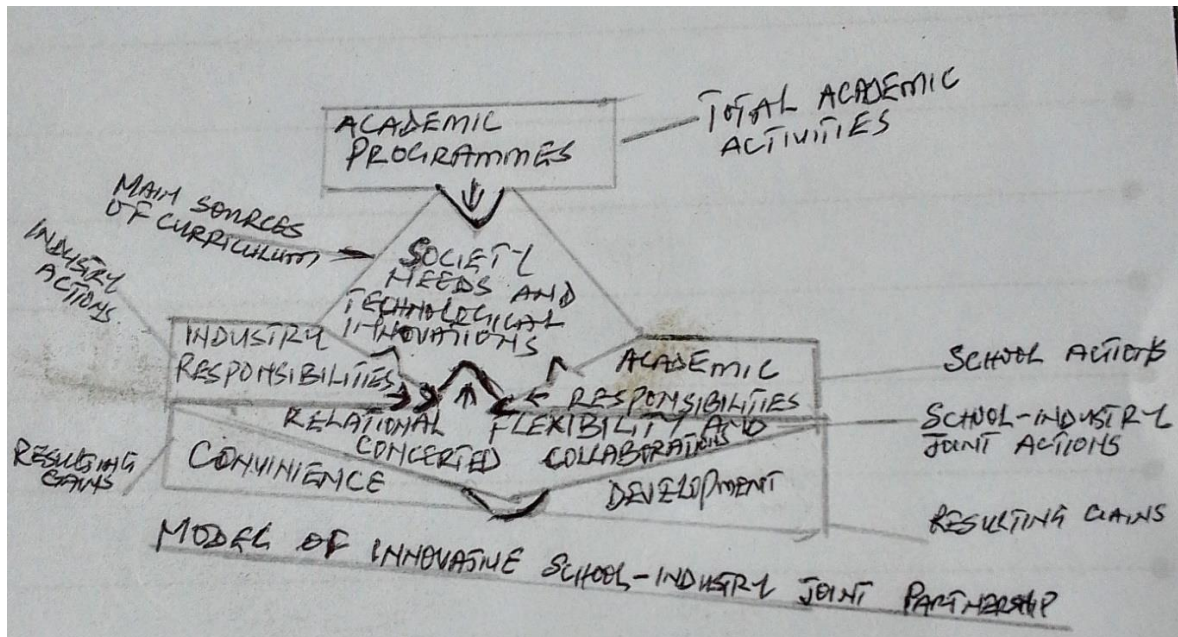 ACADEMIC
PROGRAMMES
TOTAL ACADEMIC
ACTIVITIES
MAIN SOURCES
OF CURRICULUM
SOCIETY
NEEDS AND
TECHNOLOGICAL
INNOVATIONS
INDUSTRY
ACTIONS
INDUSTRY
RESPONSIBILITIES
ACADEMIC
RESPONSIBILITIES
SCHOOL ACTIONS
RELATIONAL FLEXIBILITY AND
CONCERTED COLLABORATIONS
SCHOOL-INDUSTRY
JOINT ACTIONS
RESULTING
GAINS
CONVINIENCE
DEVELOPMENT
RESULTING GAINS
MODEL OF INNOVATIVE SCHOOL-INDUSTRY JOINT PARTNERSHIP